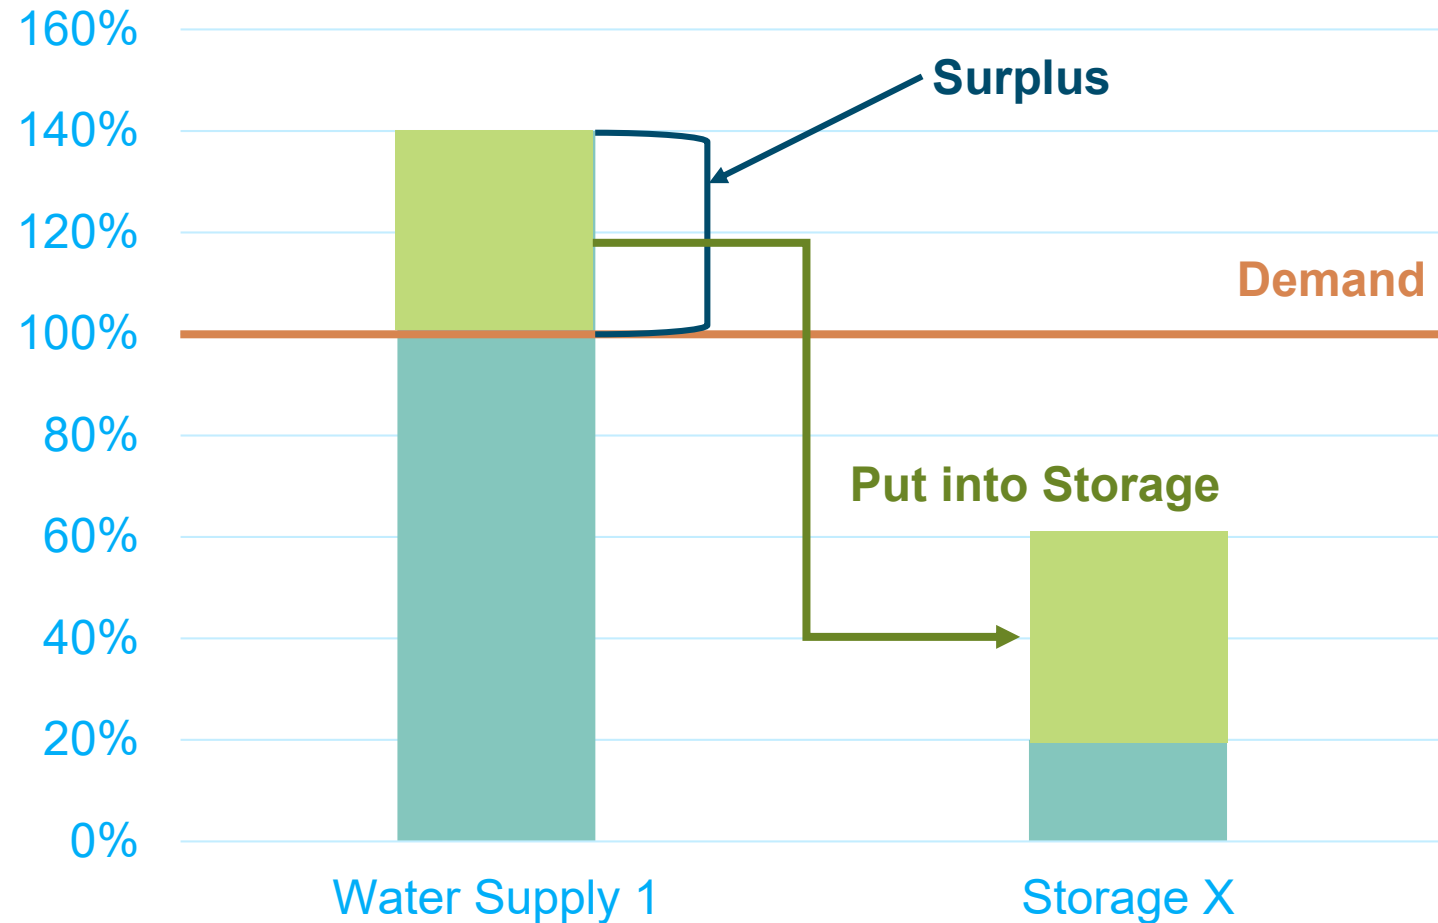 160%
Surplus
140%
120%
Demand
100%
80%
Put into Storage
60%
40%
20%
0%
Water Supply 1
Storage X